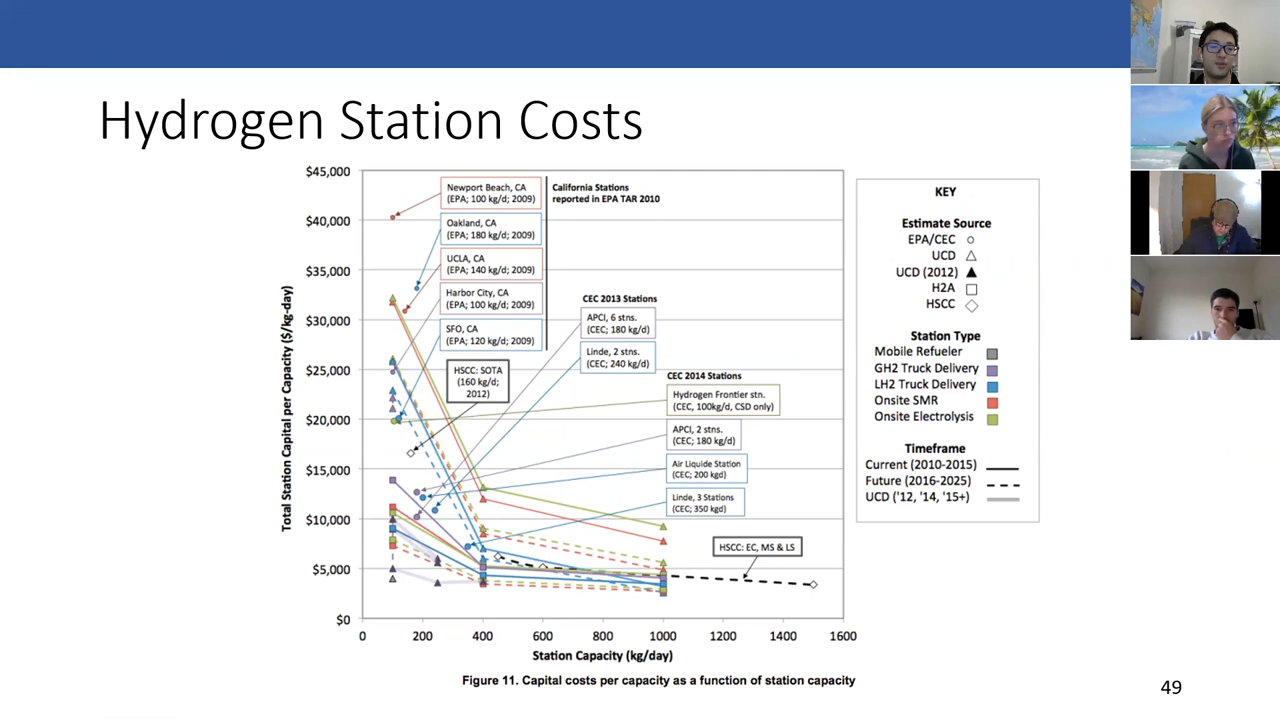 Hydrogen Station Costs
$45,000
$40,000
$35,000
$30,000
$25,000
$20,000
$15,000
$10,000
$5,000
$0
Total Station Capital per Capacity ($/kg-day)
Newport Beach, CA
(EPA; 100 kg/d; 2009)
Oakland, CA
(EPA; 180 kg/d; 2009)
UCLA, CA
(EPA; 140 kg/d; 2009)
Harbor City, CA
(EPA; 100 kg/d; 2009)
SFO, CA
(EPA; 120 kg/d; 2009)
California Stations
reported in EPA TAR 2010
HSCC: SOTA
(160 kg/d;
2012)
CEC 2013 Stations
APCI, 6 stns.
(CEC; 180 kg/d)
Linde, 2 stns.
(CEC; 240 kg/d)
CEC 2014 Stations
Hydrogen Frontier stn.
(CEC, 100kg/d, CSD only)
APCI, 2 stns.
(CEC; 180 kg/d)
Air Liquide Station
(CEC; 200 kgd)
Linde, 3 Stations
(CEC; 350 kgd)
HSCC: EC, MS & LS
0 200 400 600 800 1000 1200 1400 1600
Station Capacity (kg/day)
KEY
Estimate Source
EPA/CEC
UCD
UCD (2012)
H2A
HSCC
Station Type
Mobile Refueler
GH2 Truck Delivery
LH2 Truck Delivery
Onsite SMR
Onsite Electrolysis
Timeframe
Current (2010-2015)
Future (2016-2025)
UCD ('12, '14, '15+)
Figure 11. Capital costs per capacity as a function of station capacity
49